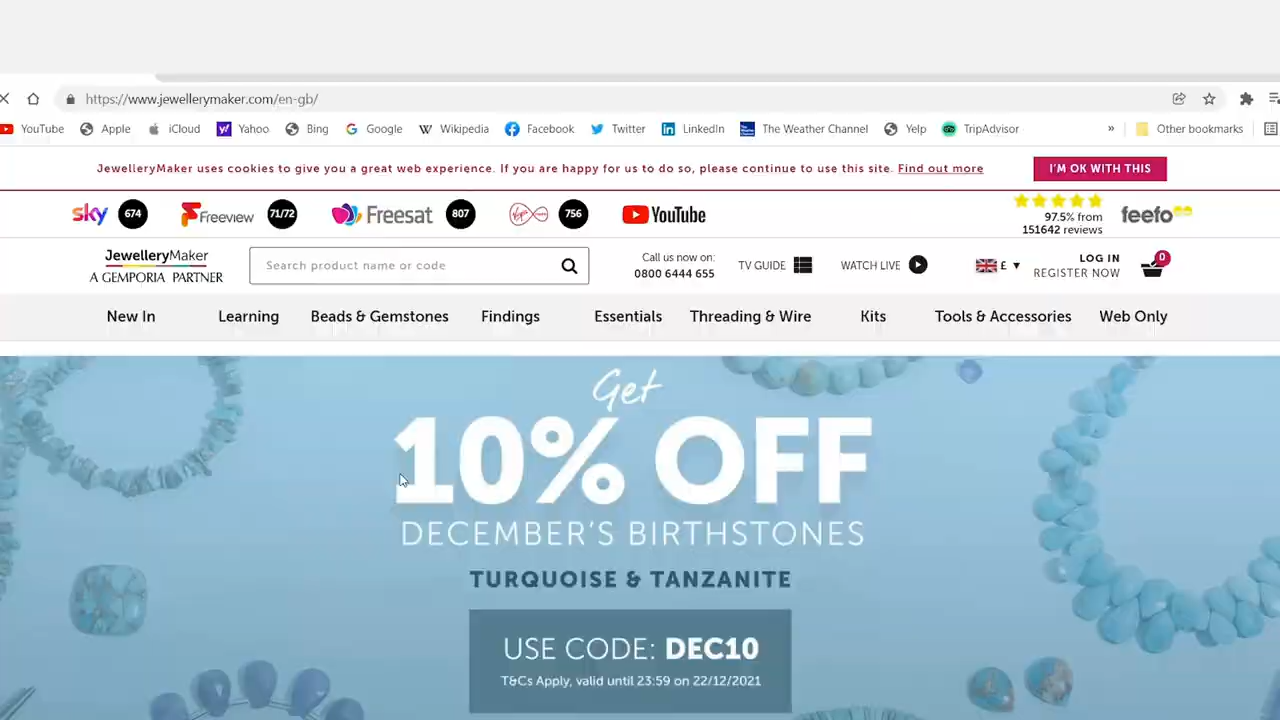 https://www.jewellerymaker.com/en-gb/
YouTube Apple iCloud Yahoo Bing Google Wikipedia Facebook Twitter LinkedIn The Weather Channel Yelp TripAdvisor » Other bookmarks
JewelleryMaker uses cookies to give you a great web experience. If you are happy for us to do so, please continue to use this site. Find out more I'M OK WITH THIS
sky 674 Freeview 71/72 Freesat 807 Virgin media 756 YouTube
97.5% from
151642 reviews
feefo
JewelleryMaker
A GEMPORIA PARTNER
Search product name or code
Call us now on:
0800 6444 655
TV GUIDE WATCH LIVE £ ▼
LOG IN
REGISTER NOW
0
New In Learning Beads & Gemstones Findings Essentials Threading & Wire Kits Tools & Accessories Web Only
Get
10% OFF
DECEMBER'S BIRTHSTONES
TURQUOISE & TANZANITE
USE CODE: DEC10
T&Cs Apply, valid until 23:59 on 22/12/2021